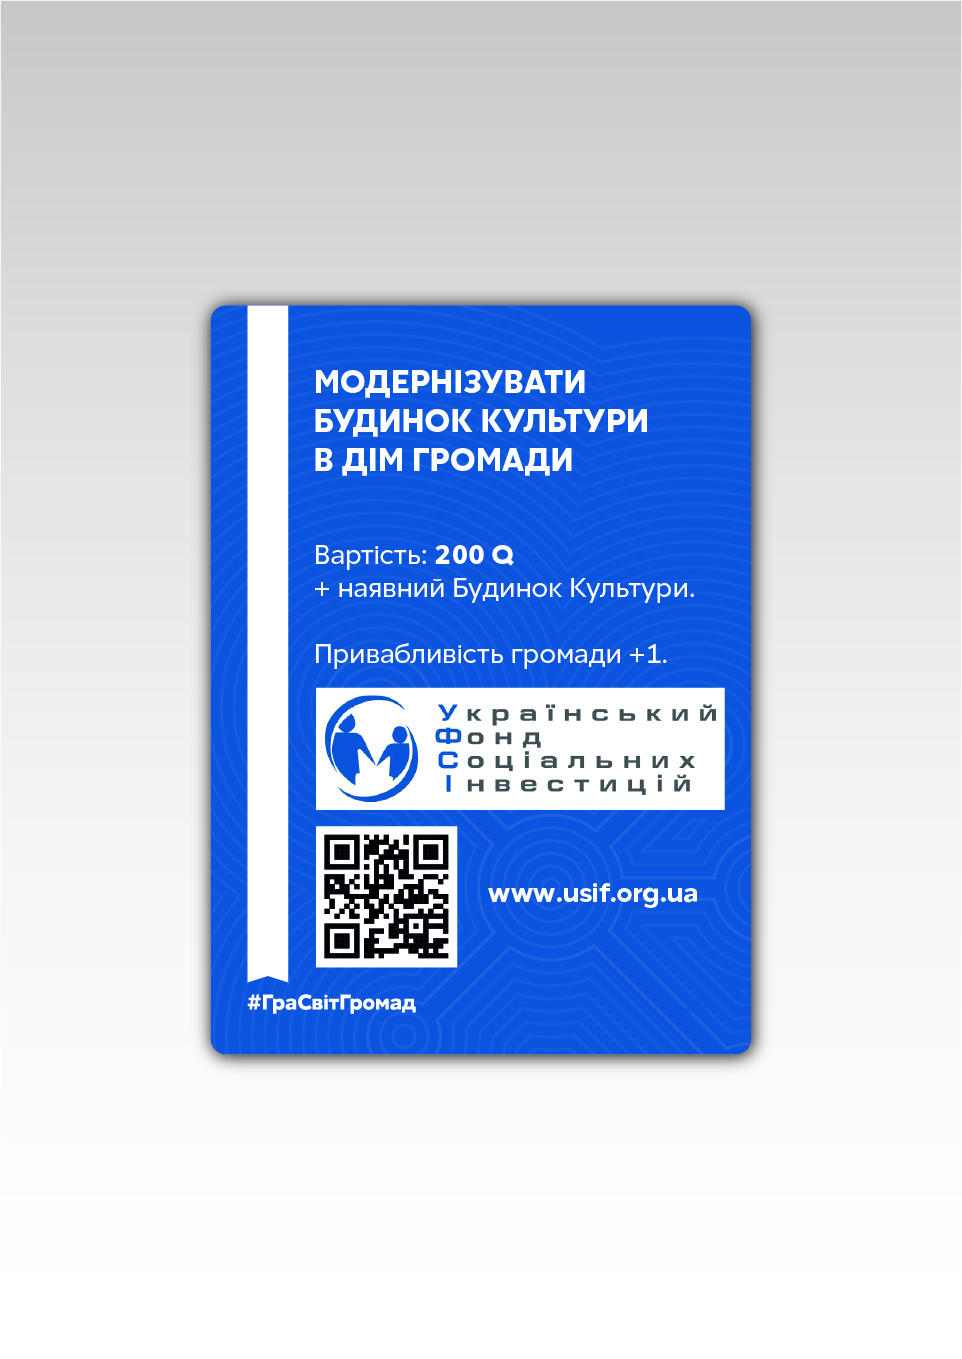 МОДЕРНІЗУВАТИ
БУДИНОК КУЛЬТУРИ
В ДІМ ГРОМАДИ
Вартість: 200 Q
+ наявний Будинок Культури.
Привабливість громади +1.
Український
Фонд
Соціальних
Інвестицій
www.usif.org.ua
#ГраСвітГромад